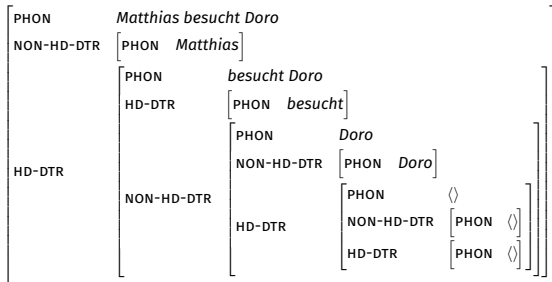 PHON Matthias besucht Doro
NON-HD-DTR [PHON Matthias]
PHON besucht Doro
HD-DTR [PHON besucht]
PHON Doro
NON-HD-DTR [PHON Doro]
HD-DTR
PHON ⟨⟩
NON-HD-DTR
NON-HD-DTR [PHON ⟨⟩]
HD-DTR
HD-DTR [PHON ⟨⟩]